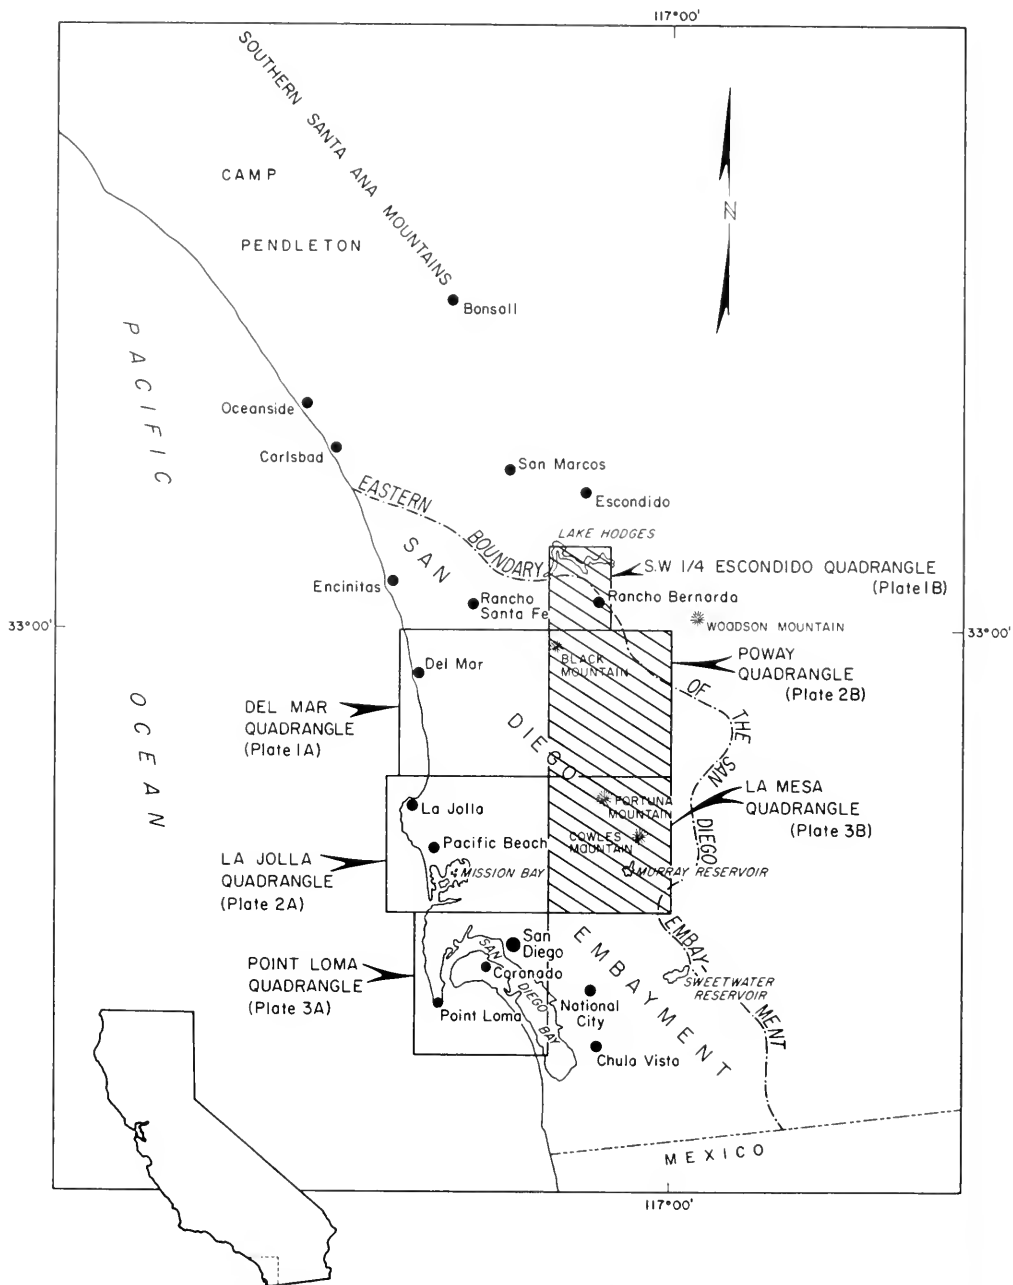 117°00'
SOUTHERN SANTA ANA MOUNTAINS
CAMP
PENDLETON
N
Bonsall
PACIFIC
OCEAN
Oceanside
Carlsbad
San Marcos
Escondido
EASTERN BOUNDARY OF THE SAN DIEGO EMBAY-
MENT
LAKE HODGES
SAN DIEGO EMBAYMENT
S.W 1/4 ESCONDIDO QUADRANGLE
(Plate 1B)
Encinitas
Rancho
Santa Fe
Rancho Bernardo
33°00'
33°00'
WOODSON MOUNTAIN
BLACK
MOUNTAIN
POWAY
QUADRANGLE
(Plate 2B)
Del Mar
DEL MAR
QUADRANGLE
(Plate 1A)
LA MESA
QUADRANGLE
(Plate 3B)
La Jolla
FORTUNA
MOUNTAIN
COWLES
MOUNTAIN
Pacific Beach
LA JOLLA
QUADRANGLE
(Plate 2A)
MISSION BAY
MURRAY RESERVOIR
San
Diego
SAN DIEGO BAY
Coronado
POINT LOMA
QUADRANGLE
(Plate 3A)
SWEETWATER
RESERVOIR
Point Loma
National
City
Chula Vista
MEXICO
117°00'